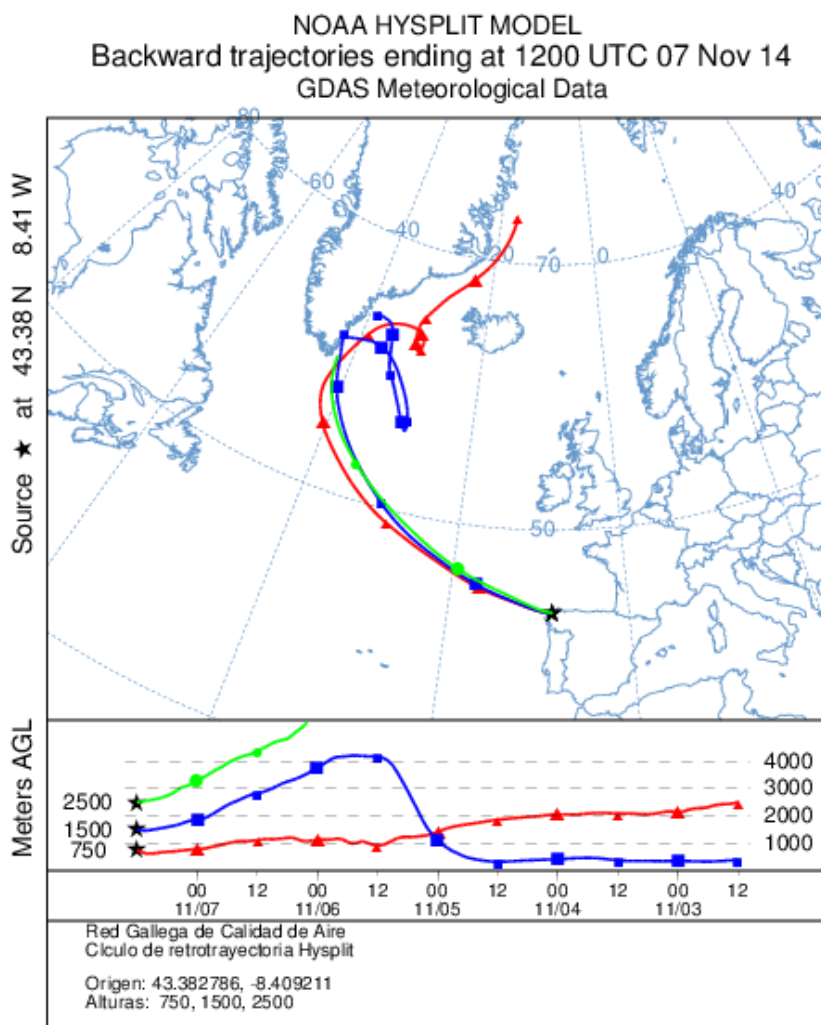 NOAA HYSPLIT MODEL
Backward trajectories ending at 1200 UTC 07 Nov 14
GDAS Meteorological Data
Source ★ at 43.38 N 8.41 W
80
-60
-40
-20
70
0
40
50
Meters AGL
2500
1500
750
4000
3000
2000
1000
00 12 00 12 00 12 00 12 00 12
11/07 11/06 11/05 11/04 11/03
Red Gallega de Calidad de Aire
Clculo de retrotrayectoria Hysplit
Origen: 43.382786, -8.409211
Alturas: 750, 1500, 2500